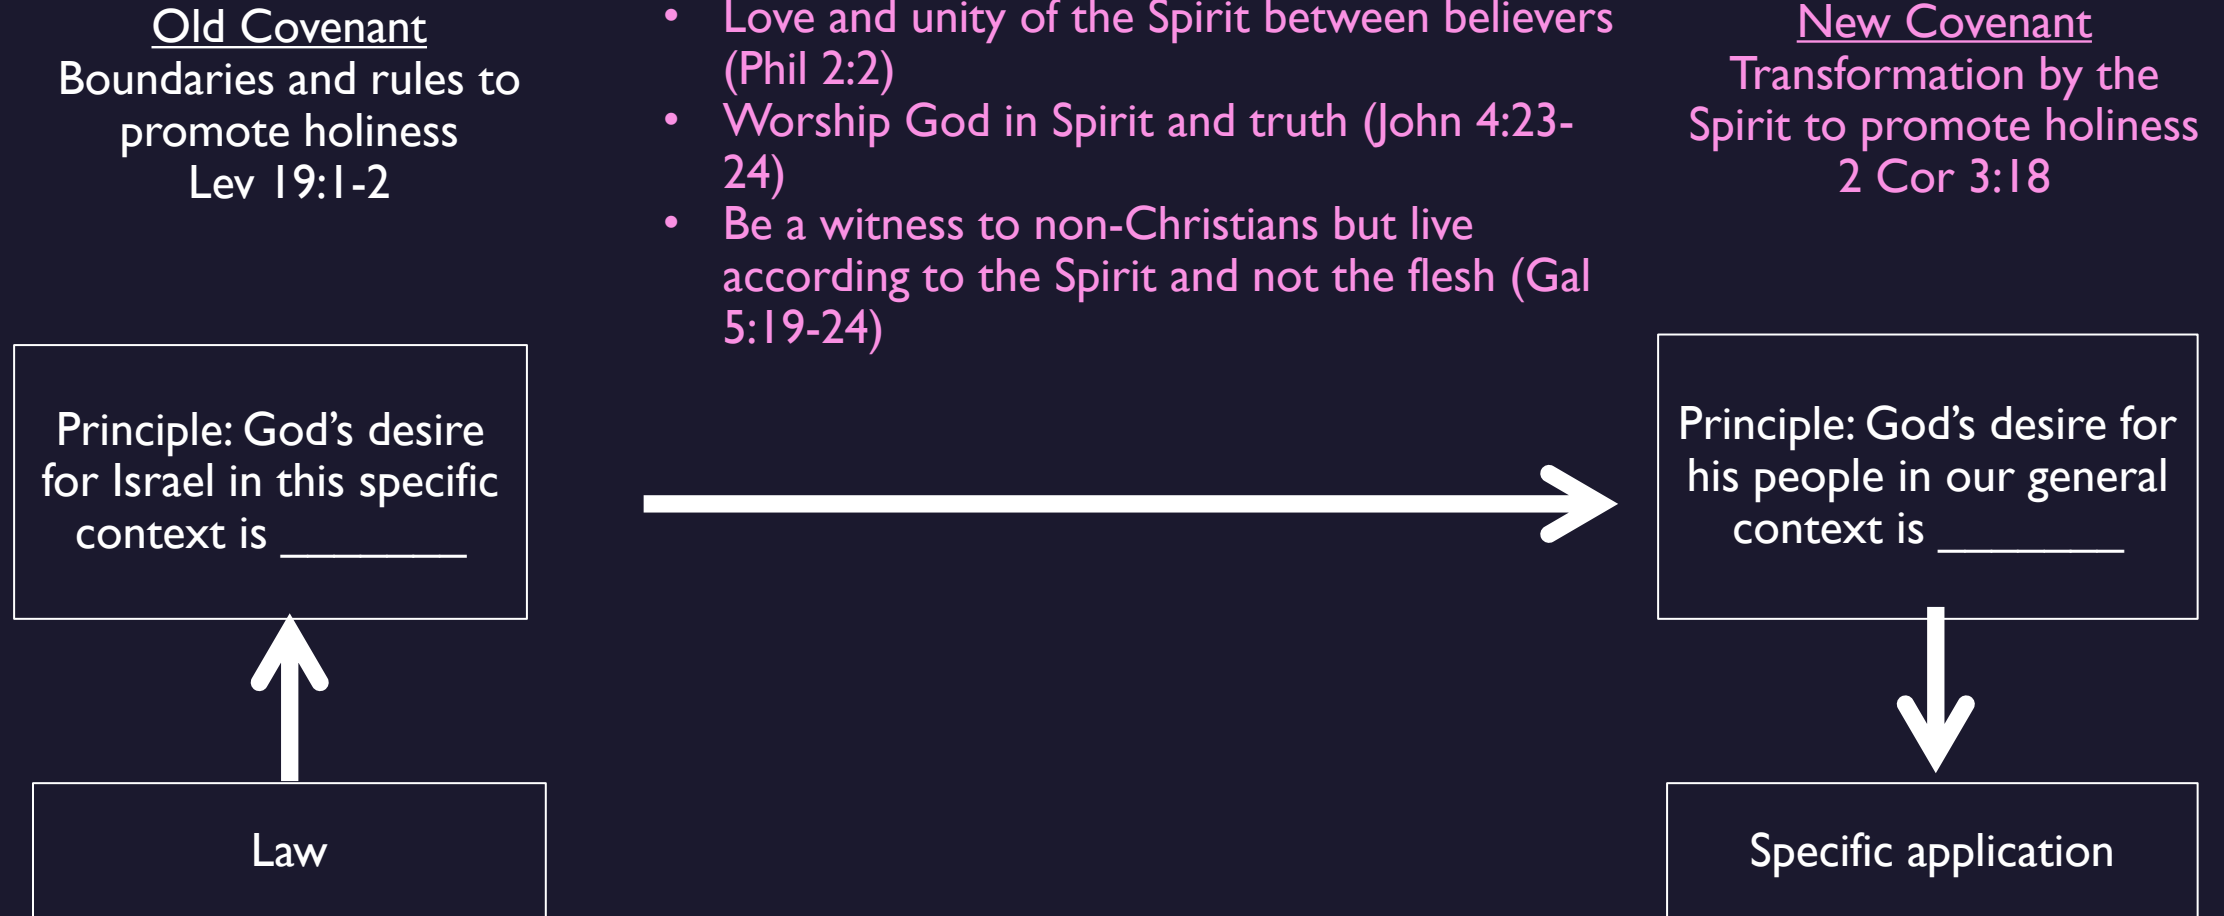 Old Covenant
Boundaries and rules to
promote holiness
Lev 19:1-2
• Love and unity of the Spirit between believers
(Phil 2:2)
• Worship God in Spirit and truth (John 4:23-
24)
• Be a witness to non-Christians but live
according to the Spirit and not the flesh (Gal
5:19-24)
New Covenant
Transformation by the
Spirit to promote holiness
2 Cor 3:18
Principle: God’s desire
for Israel in this specific
context is _______
Principle: God’s desire for
his people in our general
context is _______
Law
Specific application